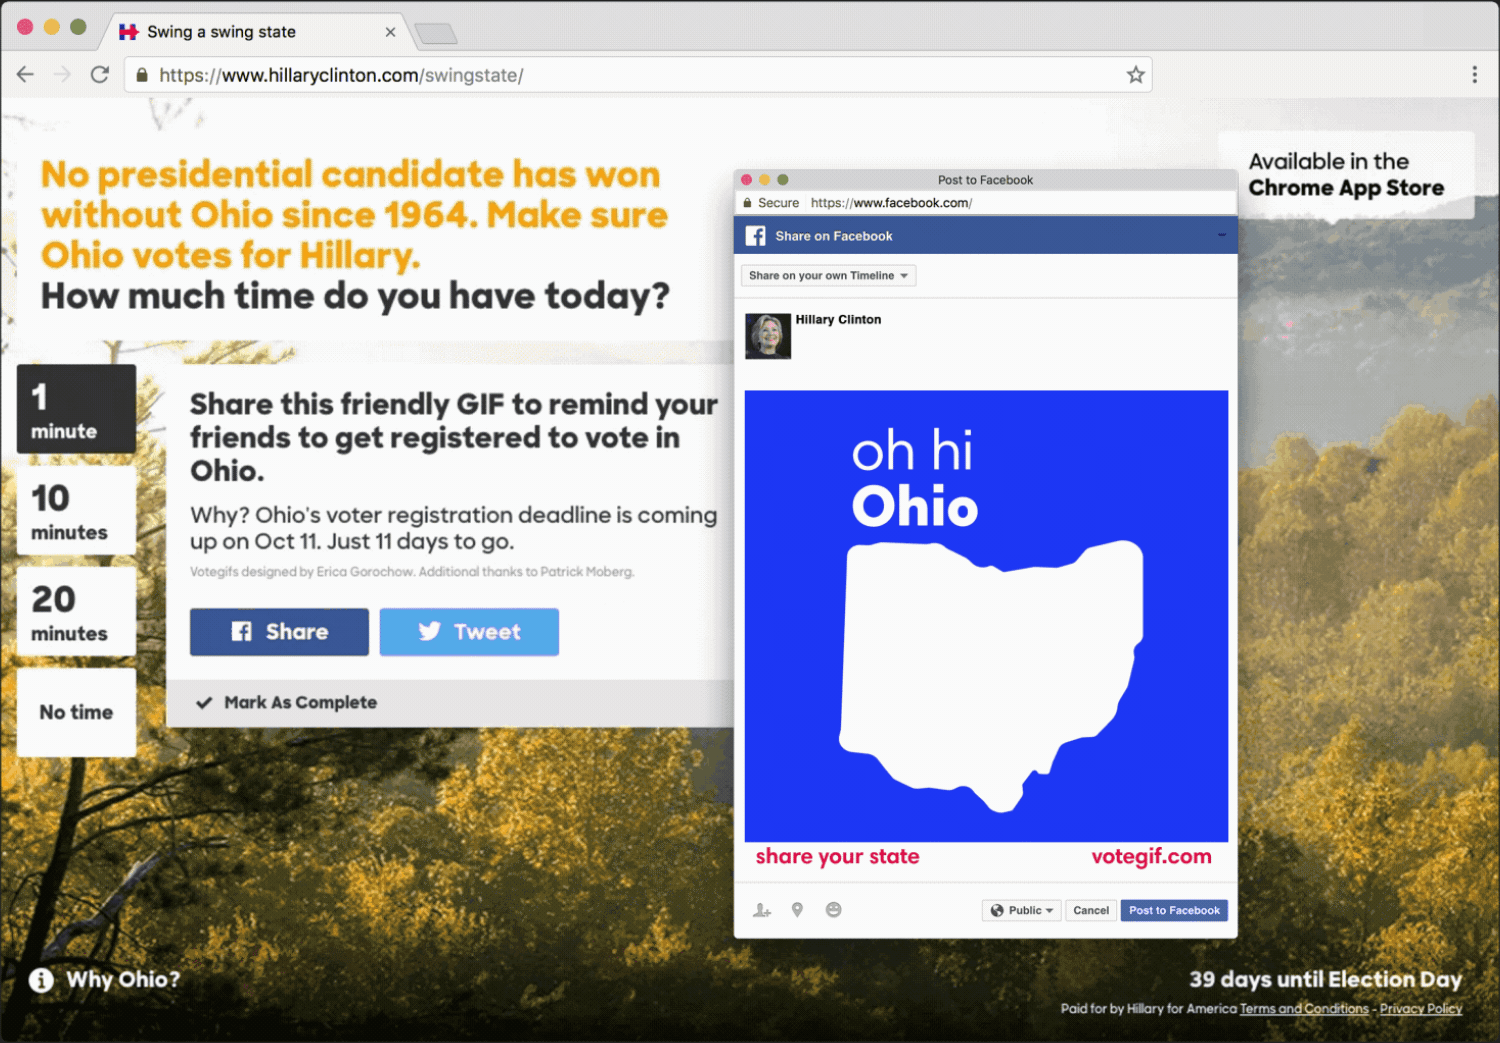 Swing a swing state
https://www.hillaryclinton.com/swingstate/
No presidential candidate has won
without Ohio since 1964. Make sure
Ohio votes for Hillary.
How much time do you have today?
1
minute
10
minutes
20
minutes
No time
Share this friendly GIF to remind your
friends to get registered to vote in
Ohio.
Why? Ohio's voter registration deadline is coming
up on Oct 11. Just 11 days to go.
Votegifs designed by Erica Gorochow. Additional thanks to Patrick Moberg.
Share
Tweet
Mark As Complete
Available in the
Chrome App Store
Post to Facebook
Secure https://www.facebook.com/
Share on Facebook
Share on your own Timeline
Hillary Clinton
oh hi
Ohio
share your state votegif.com
Public Cancel Post to Facebook
Why Ohio?
39 days until Election Day
Paid for by Hillary for America Terms and Conditions - Privacy Policy